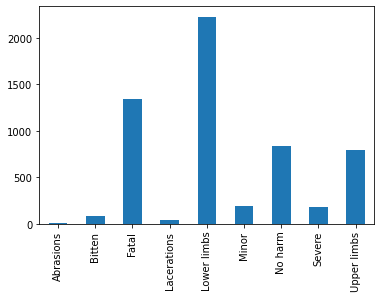 2000
1500
1000
500
0
Abrasions
Bitten
Fatal
Lacerations
Lower limbs
Minor
No harm
Severe
Upper limbs